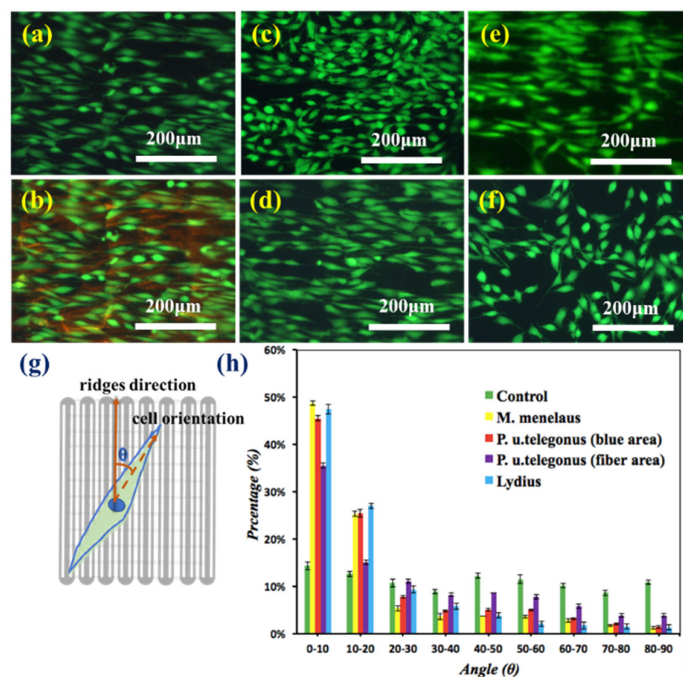 (a)
(c)
(e)
200μm
200μm
200μm
(b)
(d)
(f)
200μm
200μm
200μm
(g)
ridges direction
cell orientation
θ
(h)
60%
50%
40%
30%
20%
10%
0%
Prcentage (%)
Control
M. menelaus
P. u.telegonus (blue area)
P. u.telegonus (fiber area)
Lydius
0-10 10-20 20-30 30-40 40-50 50-60 60-70 70-80 80-90
Angle (θ)